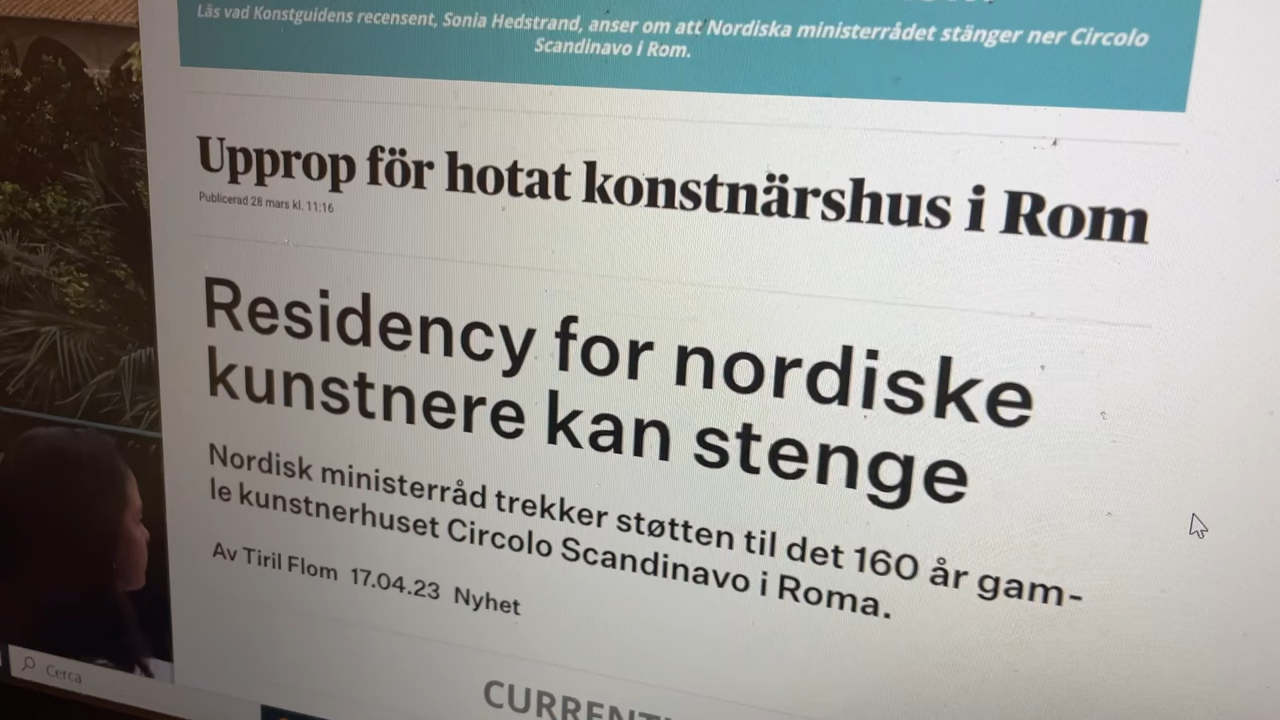 Läs vad Konstguidens recensent, Sonia Hedstrand, anser om att Nordiska ministerrådet stänger ner Circolo
Scandinavo i Rom.
Upprop för hotat konstnärshus i Rom
Publicerad 28 mars kl. 11:16
Residency for nordiske
kunstnere kan stenge
Nordisk ministerråd trekker støtten til det 160 år gam-
le kunstnerhuset Circolo Scandinavo i Roma.
Av Tiril Flom 17.04.23 Nyhet
Cerca